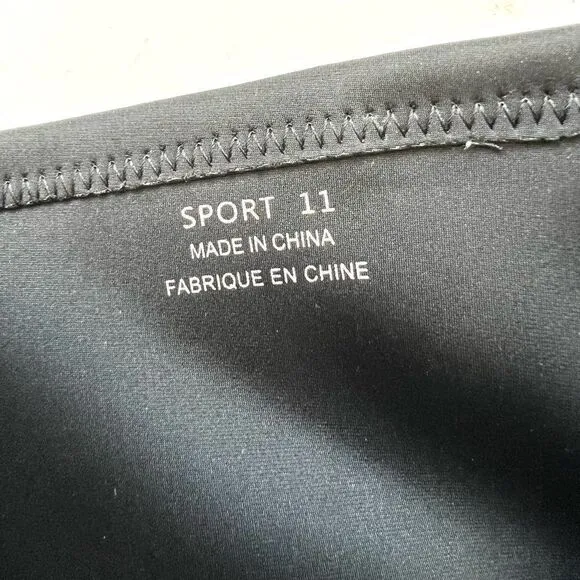 SPORT 11
MADE IN CHINA
FABRIQUE EN CHINE